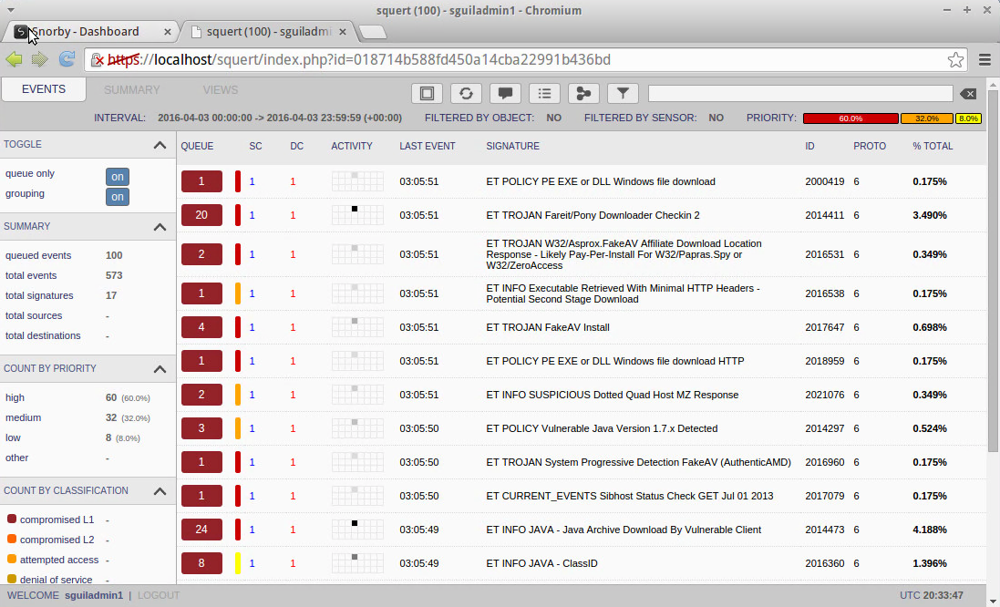 squert (100) - sguiladmin1 - Chromium
Snorby - Dashboard × squert (100) - sguiladmi ×
https://localhost/squert/index.php?id=018714b588fd450a14cba22991b436bd
EVENTS SUMMARY VIEWS
INTERVAL: 2016-04-03 00:00:00 -> 2016-04-03 23:59:59 (+00:00) FILTERED BY OBJECT: NO FILTERED BY SENSOR: NO PRIORITY: 60.0% 32.0% 8.0%
TOGGLE
queue only on
grouping on
SUMMARY
queued events 100
total events 573
total signatures 17
total sources -
total destinations -
COUNT BY PRIORITY
high 60 (60.0%)
medium 32 (32.0%)
low 8 (8.0%)
other -
COUNT BY CLASSIFICATION
compromised L1 -
compromised L2 -
attempted access -
denial of service -
QUEUE SC DC ACTIVITY LAST EVENT SIGNATURE ID PROTO % TOTAL
1 1 1 03:05:51 ET POLICY PE EXE or DLL Windows file download 2000419 6 0.175%
20 1 1 03:05:51 ET TROJAN Fareit/Pony Downloader Checkin 2 2014411 6 3.490%
2 1 1 03:05:51 ET TROJAN W32/Asprox.FakeAV Affiliate Download Location
Response - Likely Pay-Per-Install For W32/Papras.Spy or
W32/ZeroAccess 2016531 6 0.349%
1 1 1 03:05:51 ET INFO Executable Retrieved With Minimal HTTP Headers -
Potential Second Stage Download 2016538 6 0.175%
4 1 1 03:05:51 ET TROJAN FakeAV Install 2017647 6 0.698%
1 1 1 03:05:51 ET POLICY PE EXE or DLL Windows file download HTTP 2018959 6 0.175%
2 1 1 03:05:51 ET INFO SUSPICIOUS Dotted Quad Host MZ Response 2021076 6 0.349%
3 1 1 03:05:50 ET POLICY Vulnerable Java Version 1.7.x Detected 2014297 6 0.524%
1 1 1 03:05:50 ET TROJAN System Progressive Detection FakeAV (AuthenticAMD) 2016960 6 0.175%
1 1 1 03:05:50 ET CURRENT_EVENTS Sibhost Status Check GET Jul 01 2013 2017079 6 0.175%
24 1 1 03:05:49 ET INFO JAVA - Java Archive Download By Vulnerable Client 2014473 6 4.188%
8 1 1 03:05:49 ET INFO JAVA - ClassID 2016360 6 1.396%
WELCOME sguiladmin1 | LOGOUT UTC 20:33:47